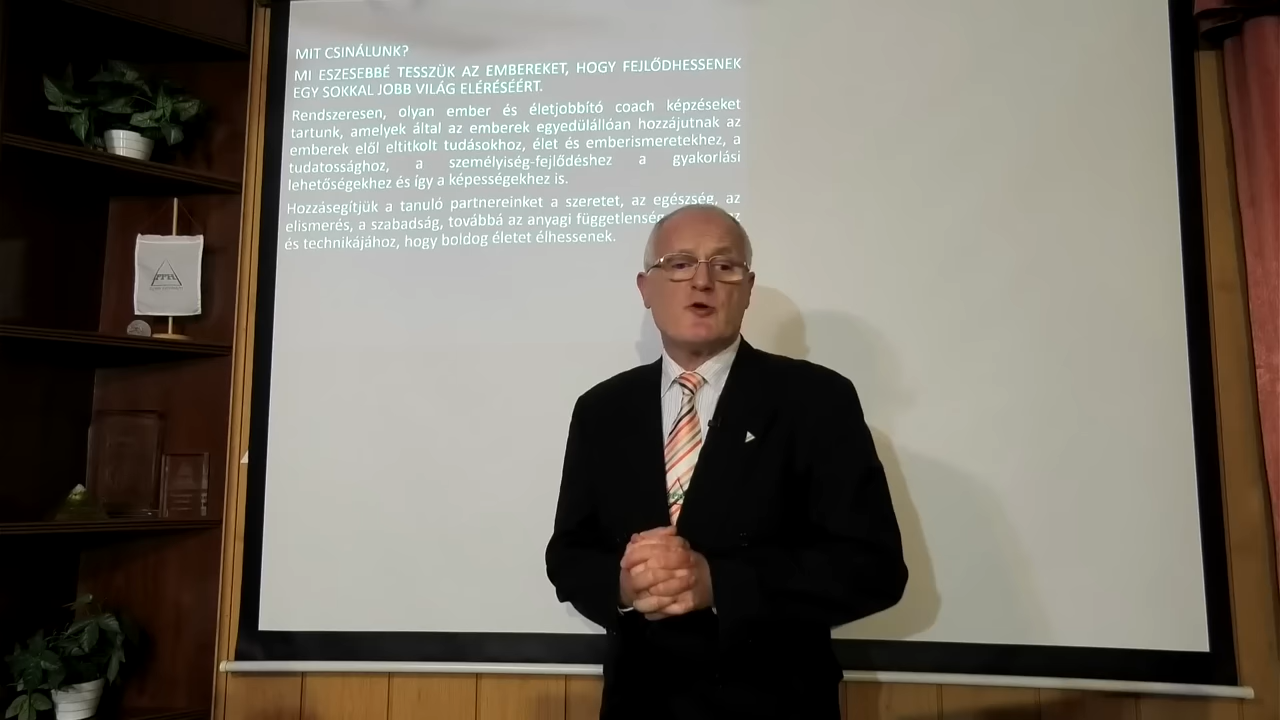 MIT CSINÁLUNK?
MI ESZESEBBÉ TESSZÜK AZ EMBEREKET, HOGY FEJLŐDHESSENEK
EGY SOKKAL JOBB VILÁG ELÉRÉSÉÉRT.
Rendszeresen, olyan ember és életjobbító coach képzéseket
tartunk, amelyek által az emberek egyedülállóan hozzájutnak az
emberek elől eltitkolt tudásokhoz, élet és emberismeretekhez, a
tudatossághoz, a személyiség-fejlődéshez a gyakorlási
lehetőségekhez és így a képességekhez is.
Hozzásegítjük a tanuló partnereinket a szeretet, az egészség, az
elismerés, a szabadság, továbbá az anyagi függetlenség
és technikájához, hogy boldog életet élhessenek.